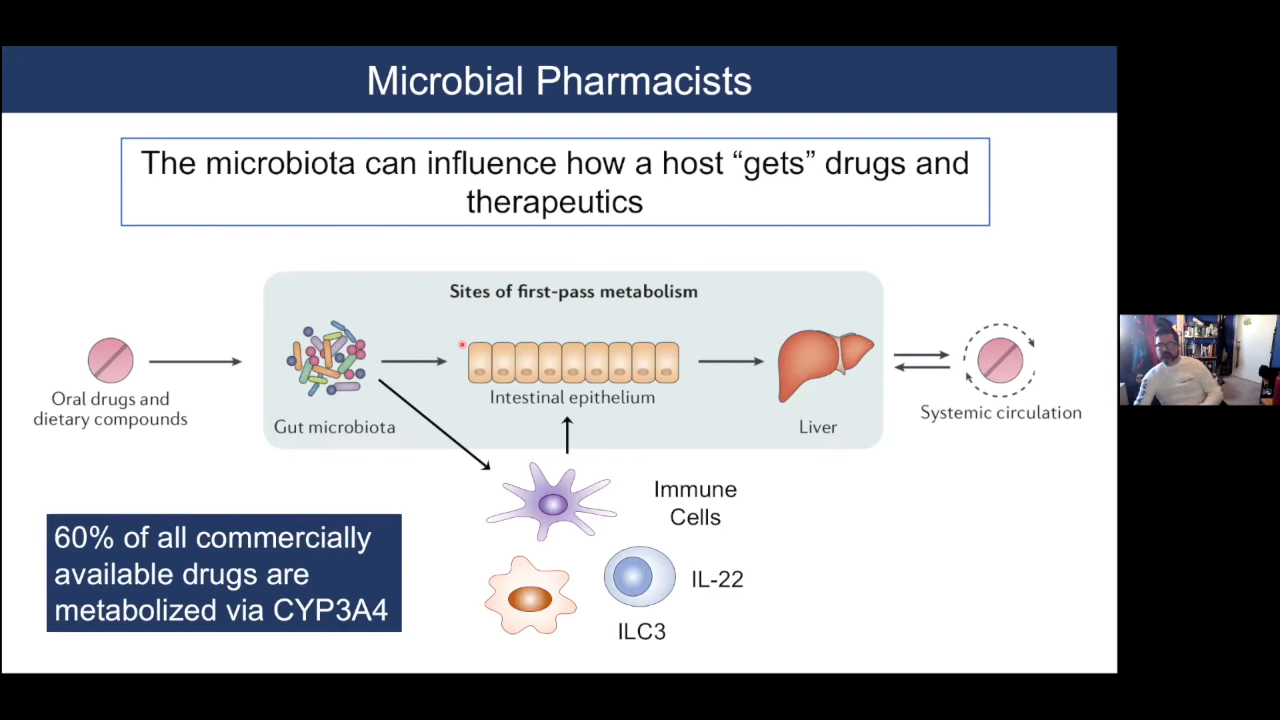 Microbial Pharmacists
The microbiota can influence how a host “gets” drugs and
therapeutics
Sites of first-pass metabolism
Oral drugs and
dietary compounds
Gut microbiota
Intestinal epithelium
Liver
Systemic circulation
Immune
Cells
IL-22
ILC3
60% of all commercially
available drugs are
metabolized via CYP3A4